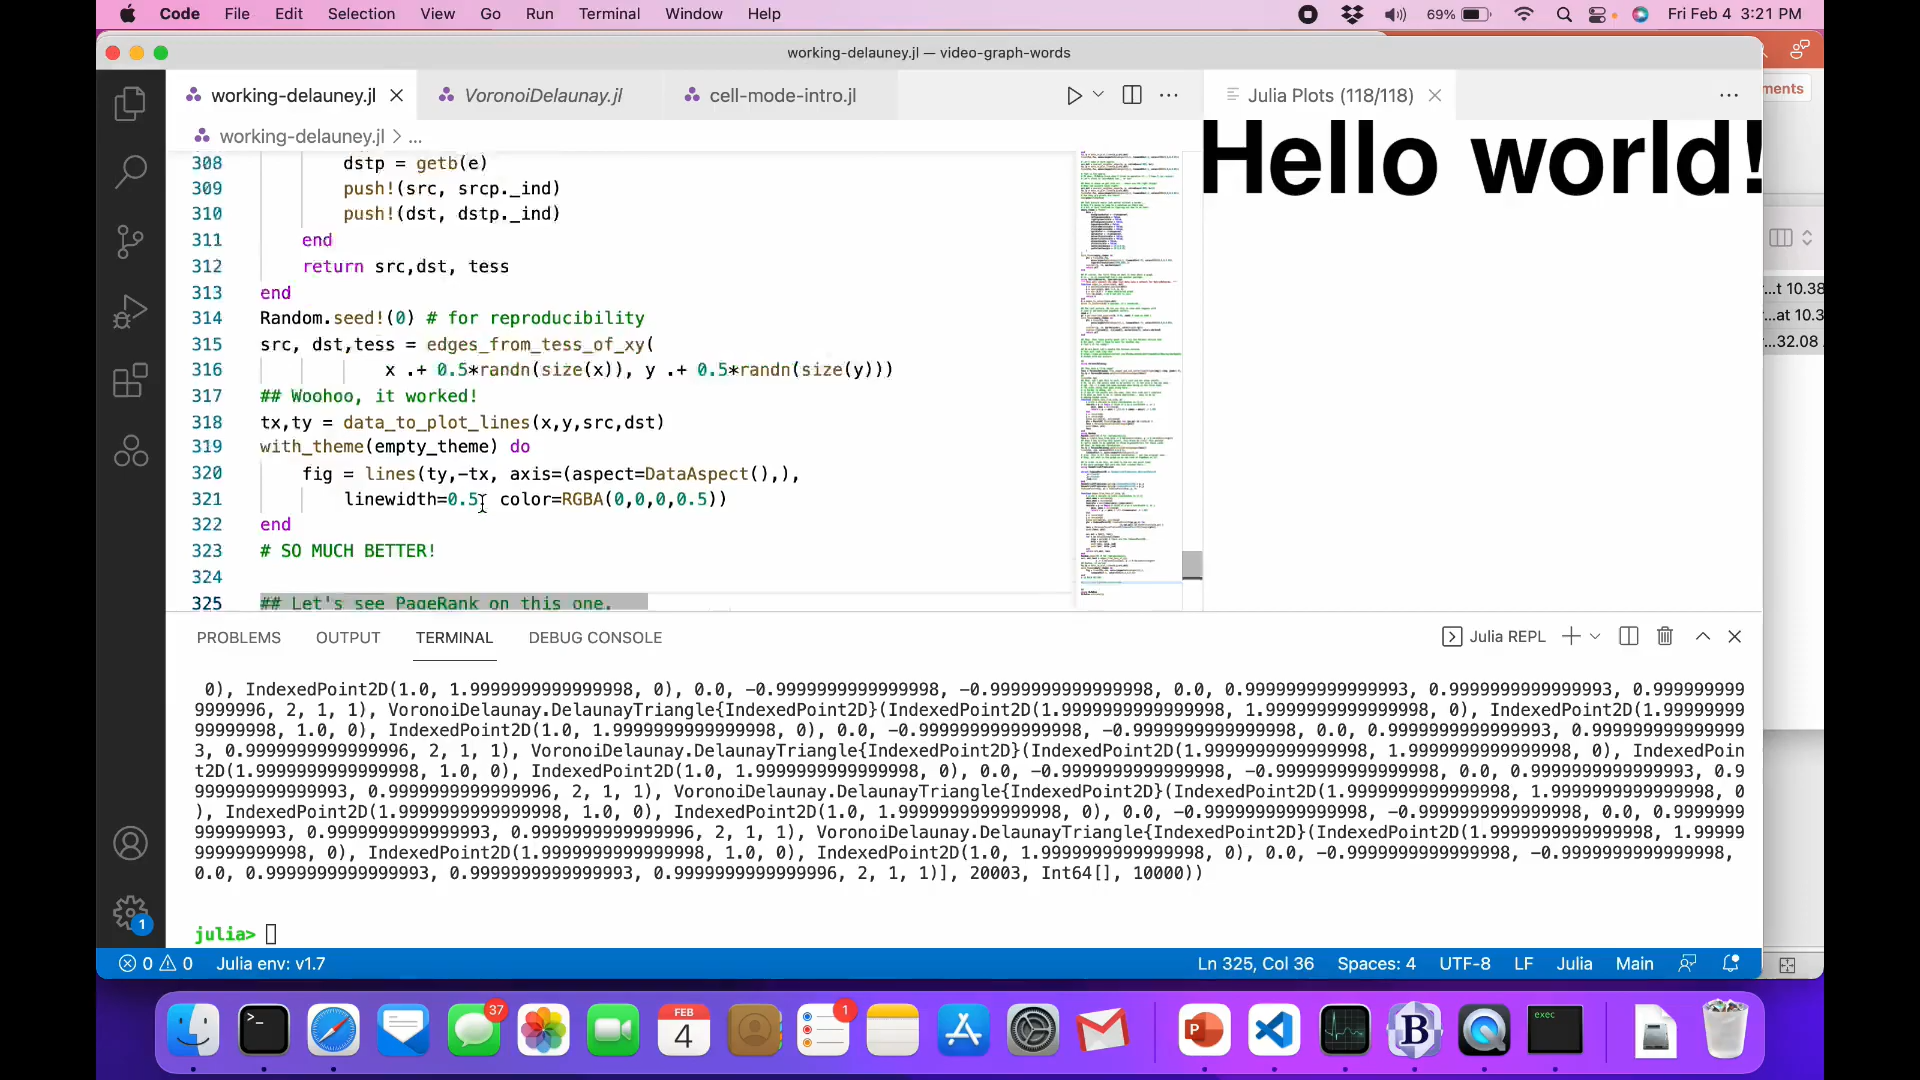 Code File Edit Selection View Go Run Terminal Window Help 69% Fri Feb 4 3:21 PM
working-delauney.jl — video-graph-words
working-delauney.jl VoronoiDelaunay.jl cell-mode-intro.jl Julia Plots (118/118)
ments
working-delauney.jl > ...
Hello world!
308 dstp = getb(e)
309 push!(src, srcp._ind)
310 push!(dst, dstp._ind)
311 end
312 return src,dst, tess
313 end
314 Random.seed!(0) # for reproducibility
315 src, dst,tess = edges_from_tess_of_xy(
316 x .+ 0.5*randn(size(x)), y .+ 0.5*randn(size(y)))
317 ## Woohoo, it worked!
318 tx,ty = data_to_plot_lines(x,y,src,dst)
319 with_theme(empty_theme) do
320 fig = lines(ty,-tx, axis=(aspect=DataAspect(),),
321 linewidth=0.5, color=RGBA(0,0,0,0.5))
322 end
323 # SO MUCH BETTER!
324
325 ## Let's see PageRank on this one.
...t 10.38
...at 10.3
...32.08
PROBLEMS OUTPUT TERMINAL DEBUG CONSOLE Julia REPL
0), IndexedPoint2D(1.0, 1.9999999999999998, 0), 0.0, -0.9999999999999998, -0.9999999999999998, 0.0, 0.9999999999999993, 0.9999999999999993, 0.999999999
9999996, 2, 1, 1), VoronoiDelaunay.DelaunayTriangle{IndexedPoint2D}(IndexedPoint2D(1.9999999999999998, 1.9999999999999998, 0), IndexedPoint2D(1.99999999
99999998, 1.0, 0), IndexedPoint2D(1.0, 1.9999999999999998, 0), 0.0, -0.9999999999999998, -0.9999999999999998, 0.0, 0.9999999999999993, 0.999999999999999
3, 0.9999999999999996, 2, 1, 1), VoronoiDelaunay.DelaunayTriangle{IndexedPoint2D}(IndexedPoint2D(1.9999999999999998, 1.9999999999999998, 0), IndexedPoin
t2D(1.9999999999999998, 1.0, 0), IndexedPoint2D(1.0, 1.9999999999999998, 0), 0.0, -0.9999999999999998, -0.9999999999999998, 0.0, 0.9999999999999993, 0.9
999999999999993, 0.9999999999999996, 2, 1, 1), VoronoiDelaunay.DelaunayTriangle{IndexedPoint2D}(IndexedPoint2D(1.9999999999999998, 1.9999999999999998, 0
), IndexedPoint2D(1.9999999999999998, 1.0, 0), IndexedPoint2D(1.0, 1.9999999999999998, 0), 0.0, -0.9999999999999998, -0.9999999999999998, 0.0, 0.9999999
999999993, 0.9999999999999993, 0.9999999999999996, 2, 1, 1), VoronoiDelaunay.DelaunayTriangle{IndexedPoint2D}(IndexedPoint2D(1.9999999999999998, 1.99999
99999999998, 0), IndexedPoint2D(1.9999999999999998, 1.0, 0), IndexedPoint2D(1.0, 1.9999999999999998, 0), 0.0, -0.9999999999999998, -0.9999999999999998,
0.0, 0.9999999999999993, 0.9999999999999993, 0.9999999999999996, 2, 1, 1)], 20003, Int64[], 10000))
julia>
1
0 0 Julia env: v1.7 Ln 325, Col 36 Spaces: 4 UTF-8 LF Julia Main
37 FEB 4 1 P B exec